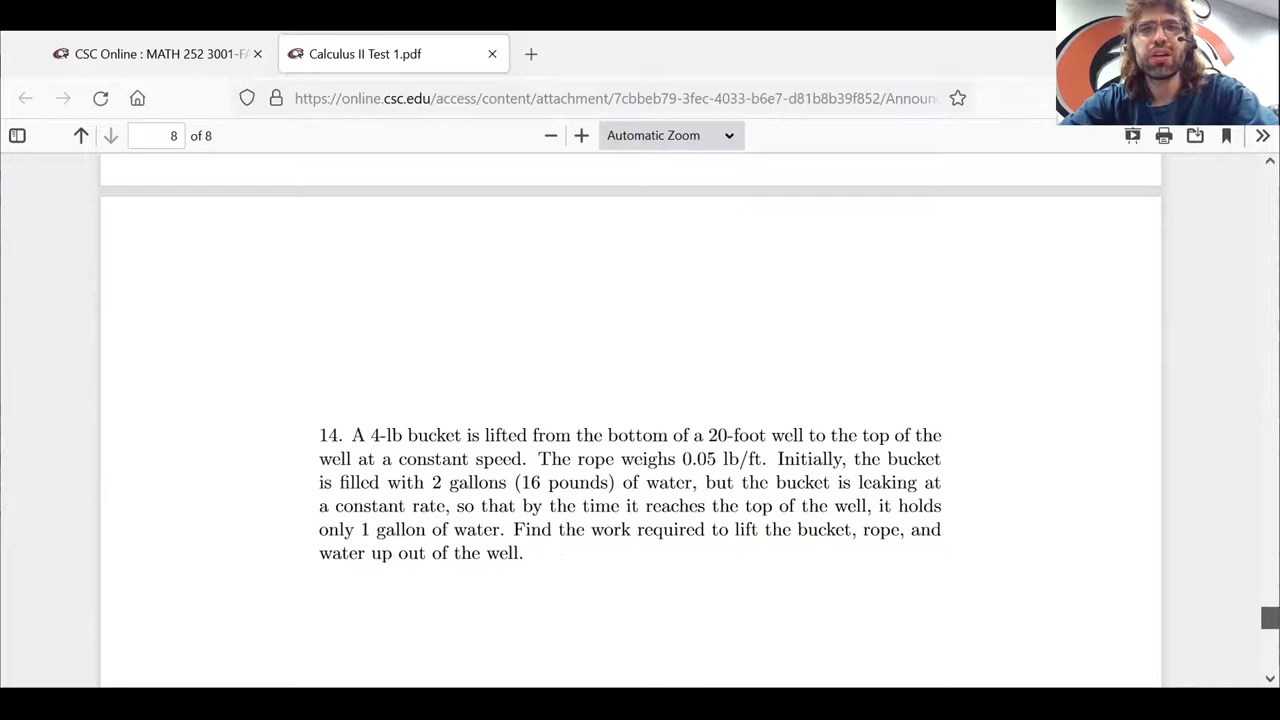 CSC Online : MATH 252 3001-FA
Calculus II Test 1.pdf
https://online.csc.edu/access/content/attachment/7cbbeb79-3fec-4033-b6e7-d81b8b39f852/Announ
8 of 8
Automatic Zoom
14. A 4-lb bucket is lifted from the bottom of a 20-foot well to the top of the
well at a constant speed. The rope weighs 0.05 lb/ft. Initially, the bucket
is filled with 2 gallons (16 pounds) of water, but the bucket is leaking at
a constant rate, so that by the time it reaches the top of the well, it holds
only 1 gallon of water. Find the work required to lift the bucket, rope, and
water up out of the well.